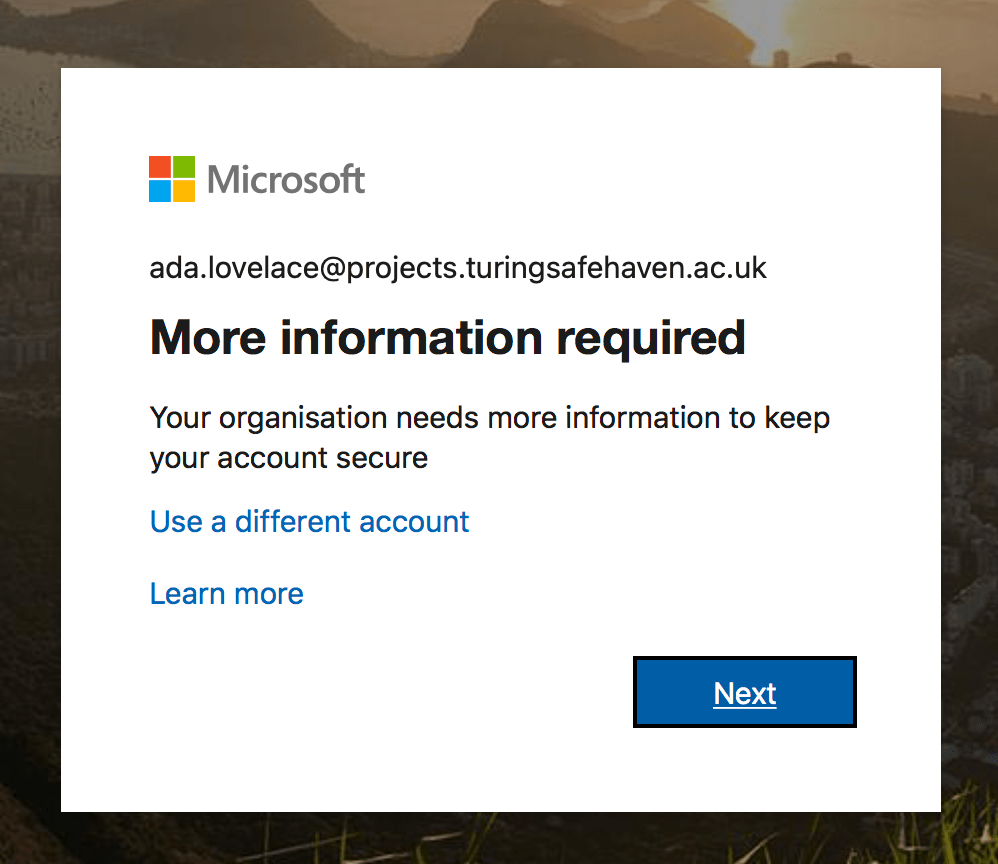 Microsoft
ada.lovelace@projects.turingsafehaven.ac.uk
More information required
Your organisation needs more information to keep
your account secure
Use a different account
Learn more
Next